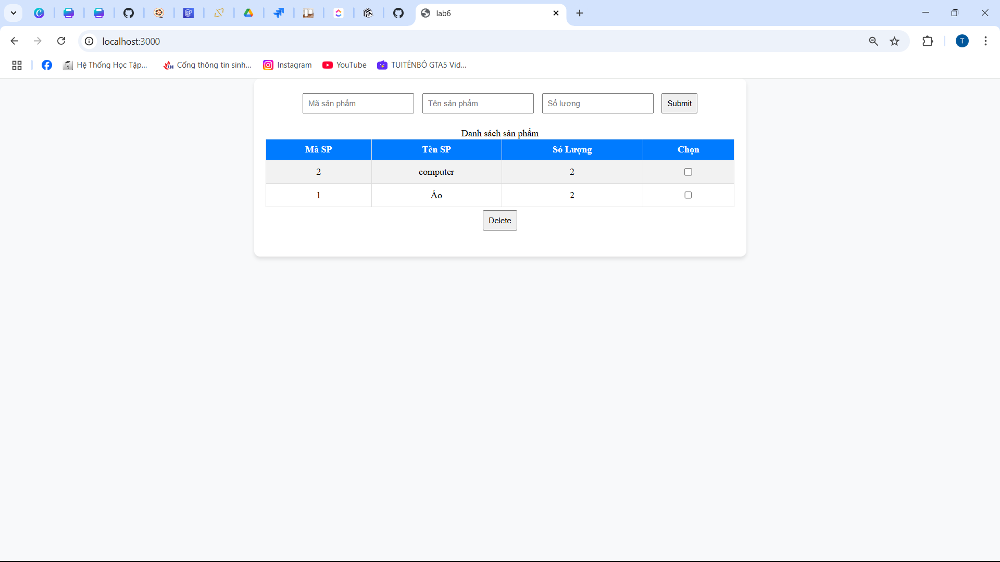 lab6
localhost:3000
T
Hệ Thống Học Tập... Cổng thông tin sinh... Instagram YouTube TUITÊNBÔ GTA5 Vid...
Mã sản phẩm Tên sản phẩm Số lượng Submit
Danh sách sản phẩm
Mã SP Tên SP Só Lượng Chọn
2 computer 2
1 Áo 2
Delete